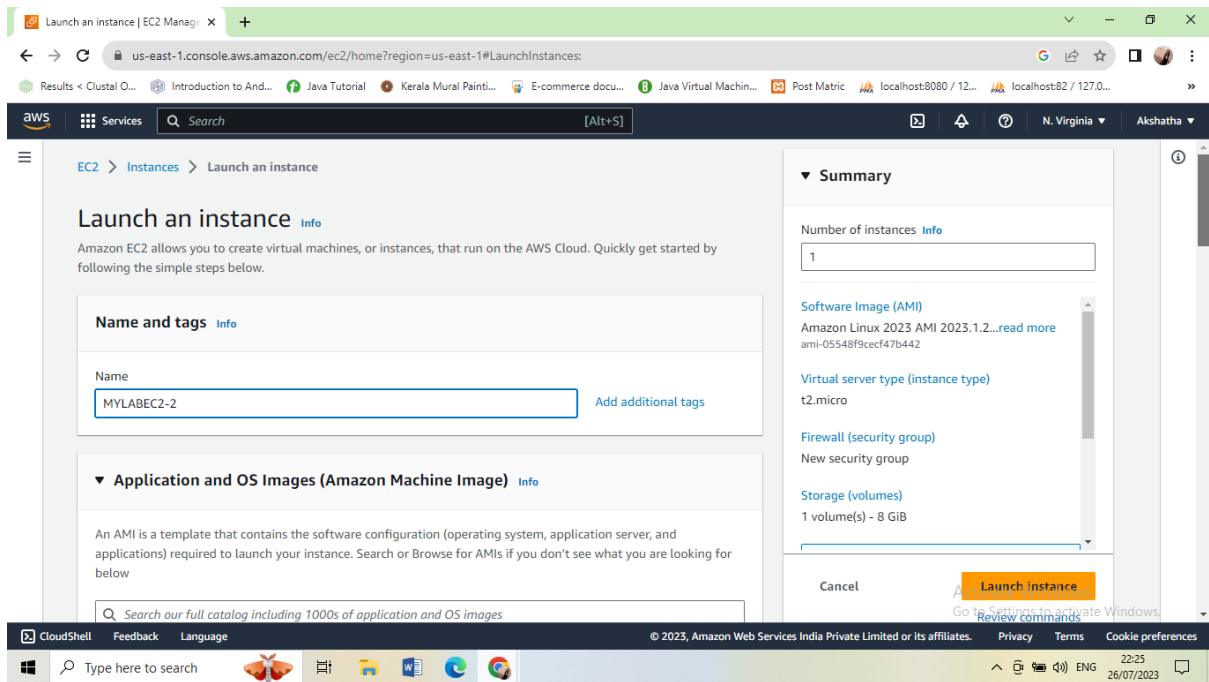 Launch an instance | EC2 Manage
us-east-1.console.aws.amazon.com/ec2/home?region=us-east-1#LaunchInstances:
Results < Clustal O... Introduction to And... Java Tutorial Kerala Mural Painti... E-commerce docu... Java Virtual Machin... Post Matric localhost:8080 / 12... localhost:82 / 127.0... »
aws Services Search [Alt+S] N. Virginia Akshatha
EC2 > Instances > Launch an instance
Launch an instance Info
Amazon EC2 allows you to create virtual machines, or instances, that run on the AWS Cloud. Quickly get started by
following the simple steps below.
Name and tags Info
Name
MYLABEC2-2
Add additional tags
Application and OS Images (Amazon Machine Image) Info
An AMI is a template that contains the software configuration (operating system, application server, and
applications) required to launch your instance. Search or Browse for AMIs if you don't see what you are looking for
below
Search our full catalog including 1000s of application and OS images
Summary
Number of instances Info
1
Software Image (AMI)
Amazon Linux 2023 AMI 2023.1.2...read more
ami-05548f9cecf47b442
Virtual server type (instance type)
t2.micro
Firewall (security group)
New security group
Storage (volumes)
1 volume(s) - 8 GiB
Cancel
Launch instance
Go to Settings to activate Windows.
Review commands
CloudShell Feedback Language © 2023, Amazon Web Services India Private Limited or its affiliates. Privacy Terms Cookie preferences
Type here to search
ENG
22:25
26/07/2023